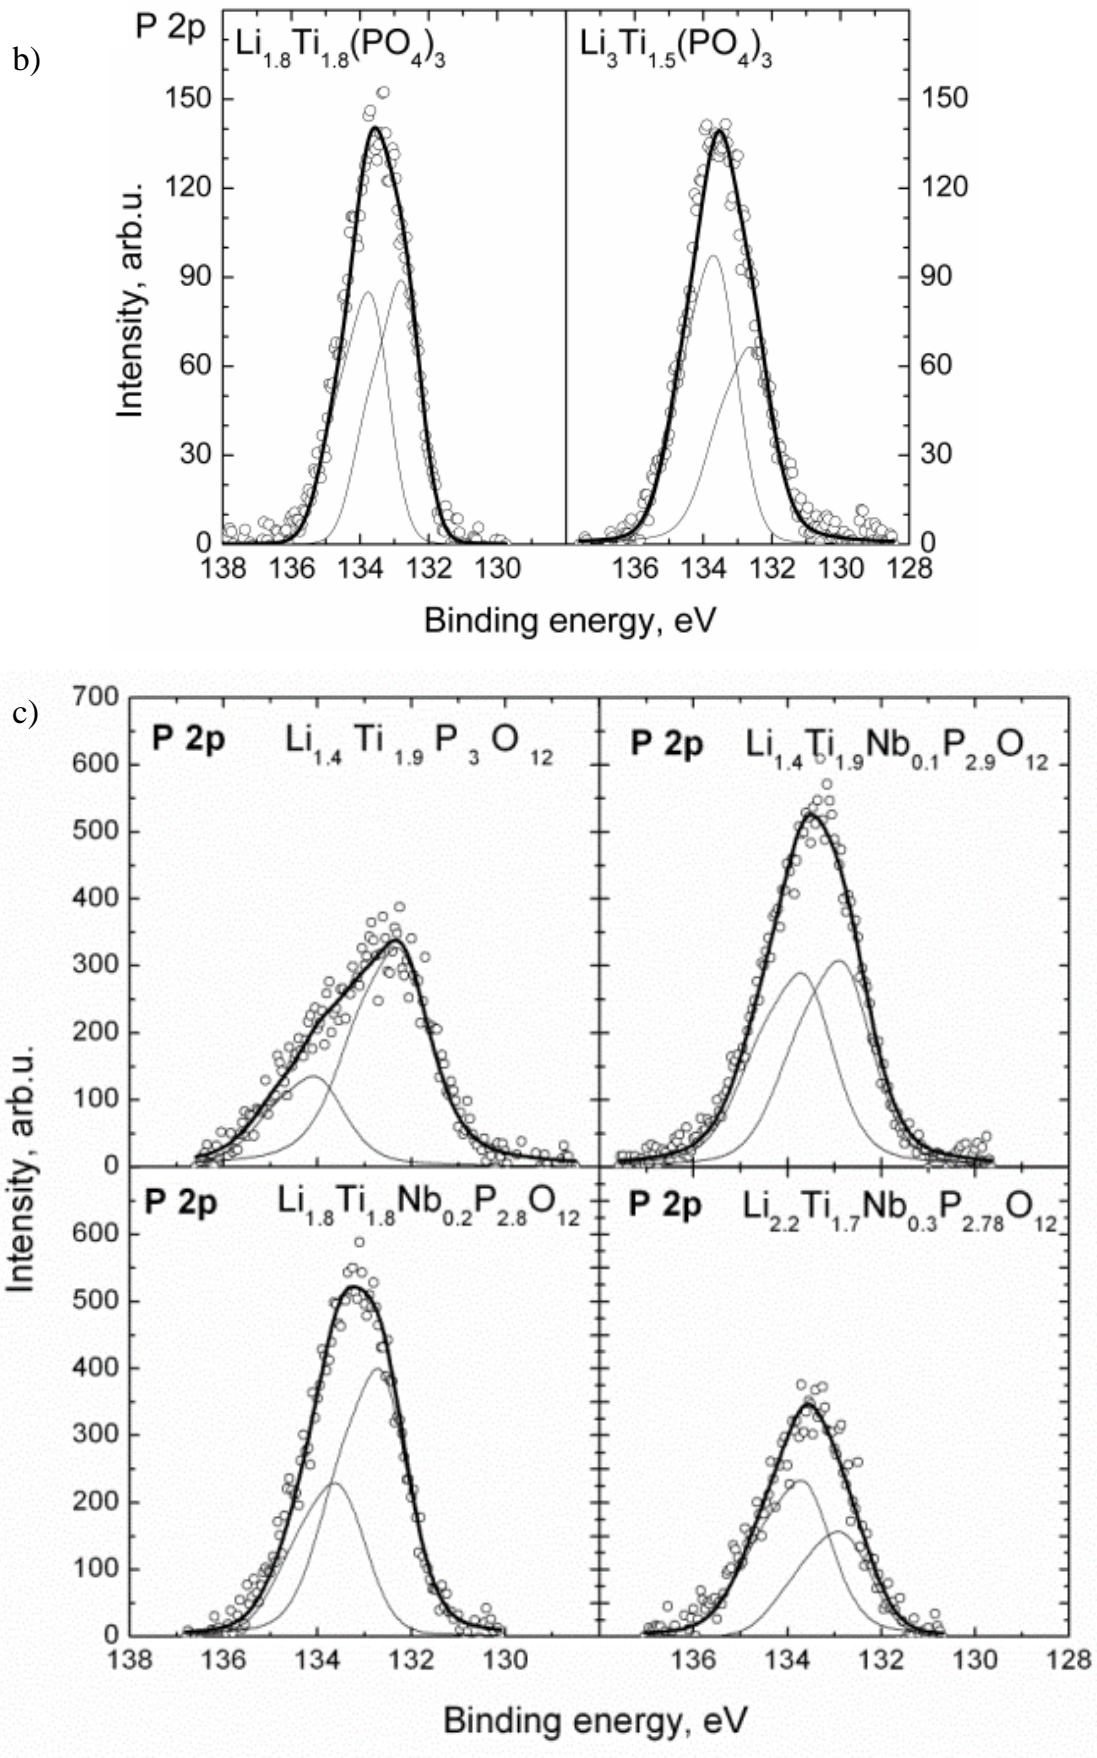 b)
P 2p
Li1.8Ti1.8(PO4)3
Li3Ti1.5(PO4)3
150
120
90
60
30
0
150
120
90
60
30
0
Intensity, arb.u.
138 136 134 132 130
136 134 132 130 128
Binding energy, eV
c)
700
600
500
400
300
200
100
0
P 2p Li1.4 Ti1.9 P3 O12
P 2p Li1.4Ti1.9Nb0.1P2.9O12
Intensity, arb.u.
P 2p Li1.8Ti1.8Nb0.2P2.8O12
P 2p Li2.2Ti1.7Nb0.3P2.78O12
600
500
400
300
200
100
0
138 136 134 132 130
136 134 132 130 128
Binding energy, eV